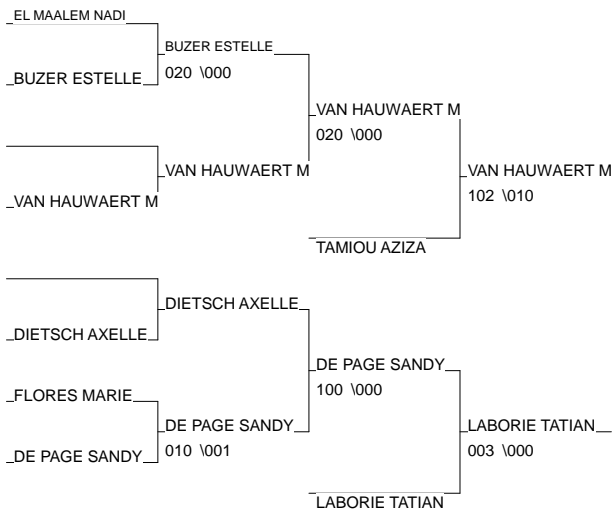 EL MAALEM NADI
BUZER ESTELLE
020 \000
BUZER ESTELLE
VAN HAUWAERT M
020 \000
VAN HAUWAERT M
VAN HAUWAERT M
102 \010
VAN HAUWAERT M
TAMIOU AZIZA
DIETSCH AXELLE
DIETSCH AXELLE
DE PAGE SANDY
100 \000
FLORES MARIE
DE PAGE SANDY
010 \001
LABORIE TATIAN
003 \000
DE PAGE SANDY
LABORIE TATIAN